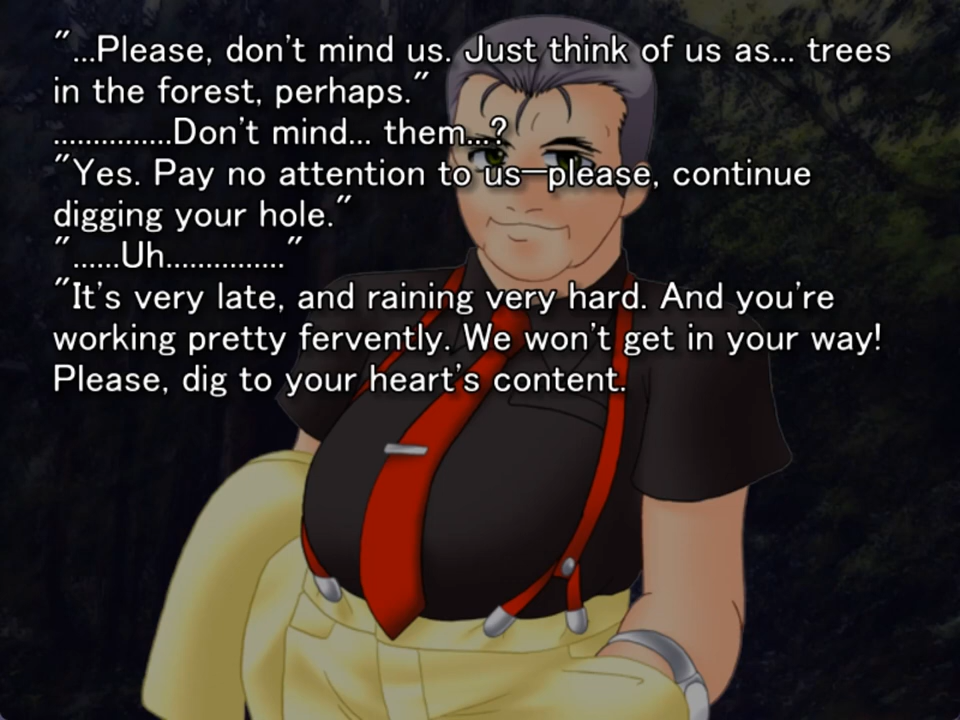 "...Please, don't mind us. Just think of us as... trees
in the forest, perhaps."
...............Don't mind... them...?
"Yes. Pay no attention to us—please, continue
digging your hole."
"......Uh..............."
"It's very late, and raining very hard. And you're
working pretty fervently. We won't get in your way!
Please, dig to your heart's content.